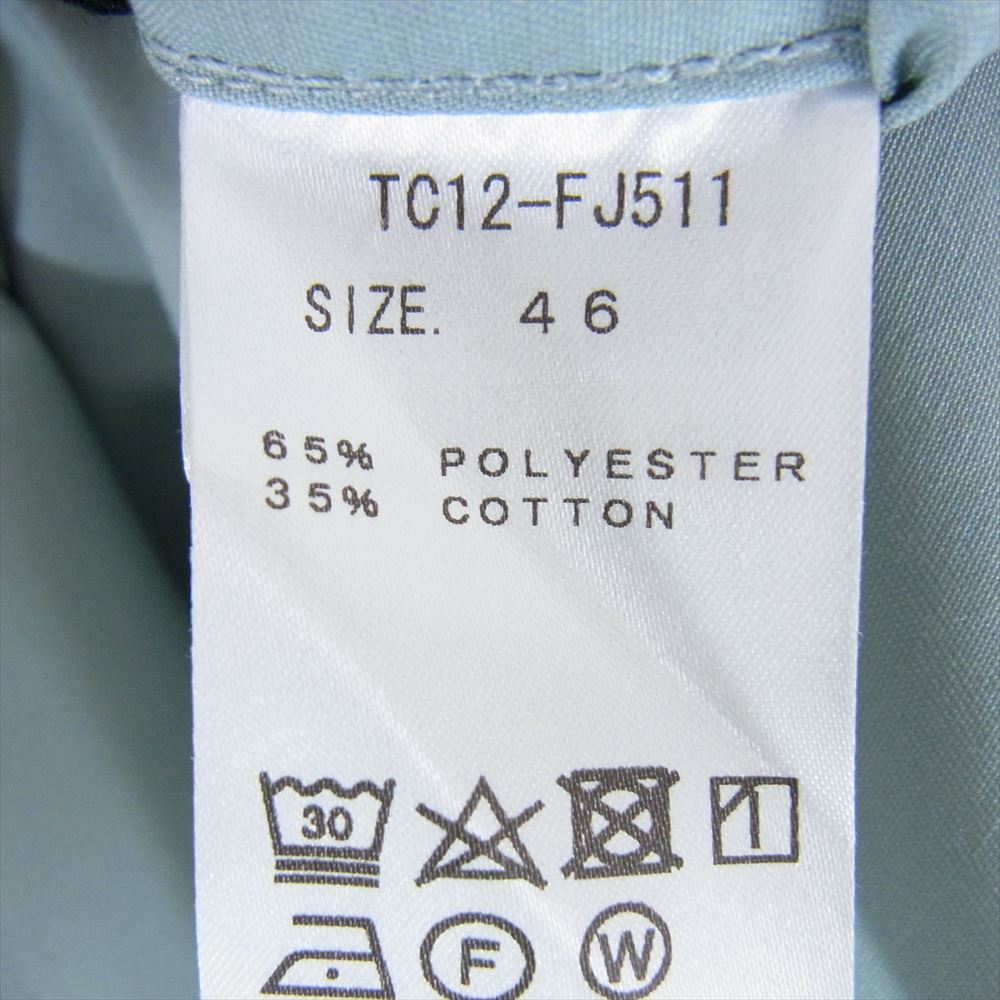 TC12-FJ511
SIZE. 46
65% POLYESTER
35% COTTON
30
F
W